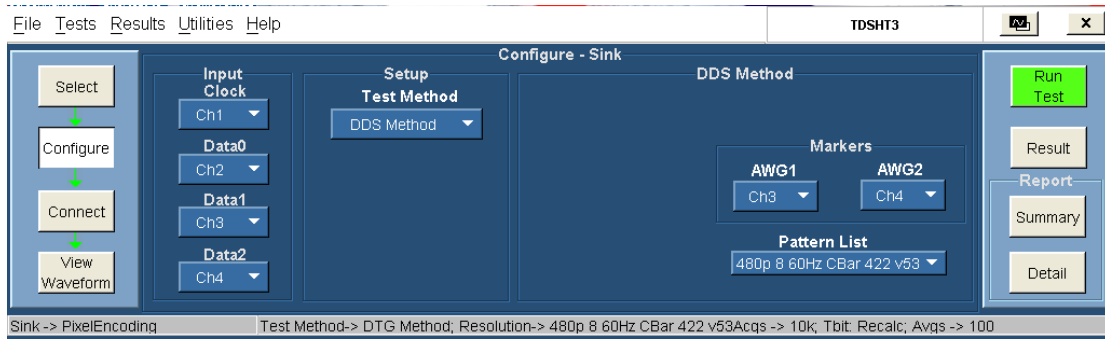 File Tests Results Utilities Help
TDSHT3
x
Configure - Sink
Select
Configure
Connect
View
Waveform
Input
Clock
Ch1
Data0
Ch2
Data1
Ch3
Data2
Ch4
Setup
Test Method
DDS Method
DDS Method
Markers
AWG1 AWG2
Ch3 Ch4
Pattern List
480p 8 60Hz CBar 422 v53
Run
Test
Result
Report
Summary
Detail
Sink -> PixelEncoding Test Method-> DTG Method; Resolution-> 480p 8 60Hz CBar 422 v53Acqs -> 10k; Tbit: Recalc; Avgs -> 100